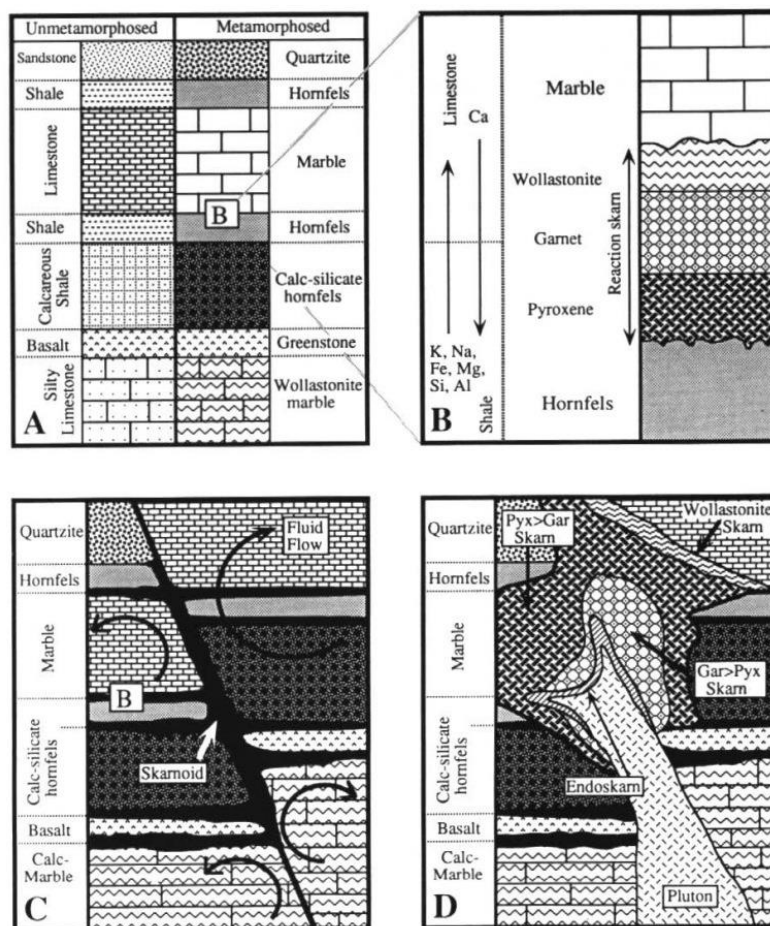 Unmetamorphosed
Metamorphosed
Sandstone
Quartzite
Shale
Hornfels
Limestone
Marble
B
Shale
Hornfels
Calcareous
Shale
Calc-silicate
hornfels
Basalt
Greenstone
Silty
Limestone
Wollastonite
marble
A
Limestone
Ca
Marble
Wollastonite
Garnet
Pyroxene
Reaction skarn
K, Na,
Fe, Mg,
Si, Al
Shale
Hornfels
B
Quartzite
Hornfels
Marble
Calc-silicate
hornfels
Basalt
Calc-
Marble
Fluid
Flow
B
Skarnoid
C
Quartzite
Hornfels
Marble
Calc-silicate
hornfels
Basalt
Calc-
Marble
Pyx>Gar
Skarn
Wollastonite
Skarn
Gar>Pyx
Skarn
Endoskarn
Pluton
D